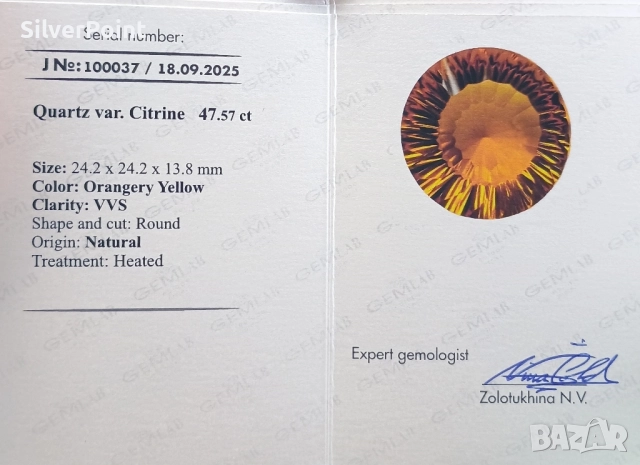 SilverPoint
Serial number:
J №: 100037 / 18.09.2025
Quartz var. Citrine 47.57 ct
Size: 24.2 x 24.2 x 13.8 mm
Color: Orangery Yellow
Clarity: VVS
Shape and cut: Round
Origin: Natural
Treatment: Heated
GEMLAB
Expert gemologist
Zolotukhina N.V.
BAZAR